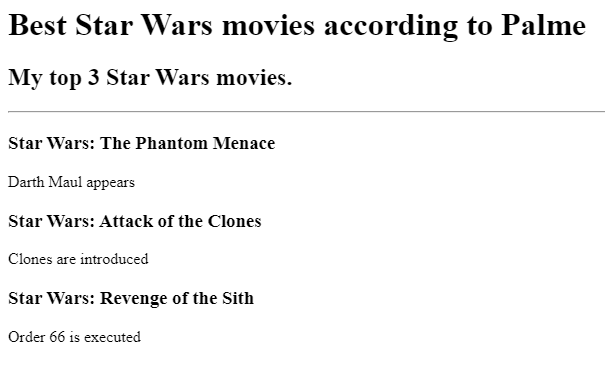 Best Star Wars movies according to Palme
My top 3 Star Wars movies.
Star Wars: The Phantom Menace
Darth Maul appears
Star Wars: Attack of the Clones
Clones are introduced
Star Wars: Revenge of the Sith
Order 66 is executed